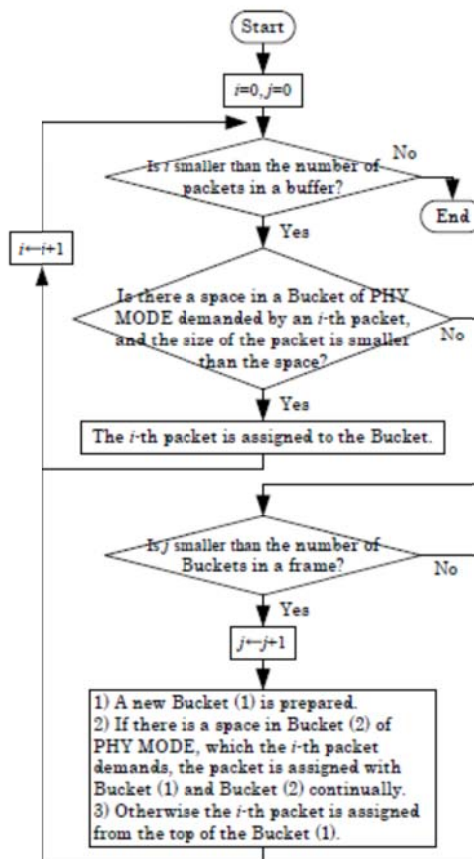 Start
i=0, j=0
Is i smaller than the number of
packets in a buffer?
No
End
Yes
i←i+1
Is there a space in a Bucket of PHY
MODE demanded by an i-th packet,
and the size of the packet is smaller
than the space?
No
Yes
The i-th packet is assigned to the Bucket.
Is j smaller than the number of
Buckets in a frame?
No
Yes
j←j+1
1) A new Bucket (1) is prepared.
2) If there is a space in Bucket (2) of
PHY MODE, which the i-th packet
demands, the packet is assigned with
Bucket (1) and Bucket (2) continually.
3) Otherwise the i-th packet is assigned
from the top of the Bucket (1).